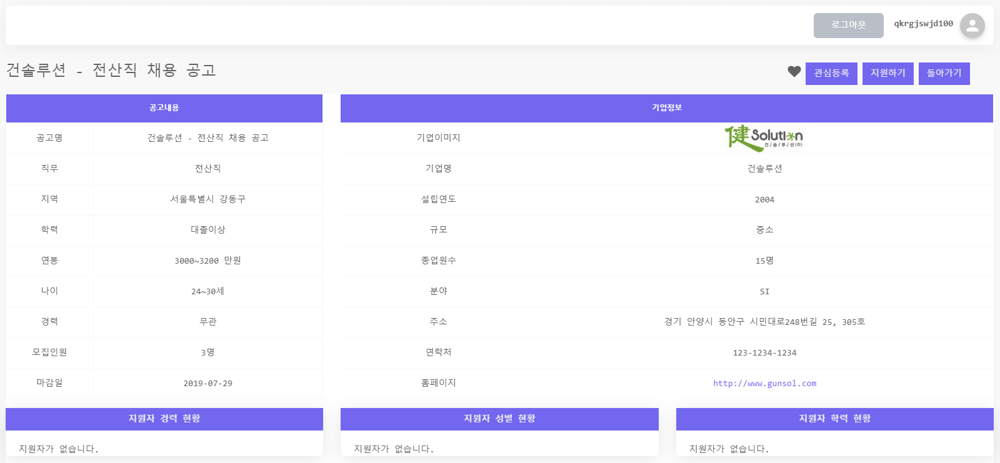 로그아웃 qkrgjswjd100
건솔루션 - 전산직 채용 공고
관심등록 지원하기 돌아가기
공고내용
공고명 건솔루션 - 전산직 채용 공고
직무 전산직
지역 서울특별시 강동구
학력 대졸이상
연봉 3000~3200 만원
나이 24~30세
경력 무관
모집인원 3명
마감일 2019-07-29
기업정보
기업이미지 健 Solution 건/솔/루/션(주)
기업명 건솔루션
설립연도 2004
규모 중소
종업원수 15명
분야 SI
주소 경기 안양시 동안구 시민대로248번길 25, 305호
연락처 123-1234-1234
홈페이지 http://www.gunsol.com
지원자 경력 현황
지원자가 없습니다.
지원자 성별 현황
지원자가 없습니다.
지원자 학력 현황
지원자가 없습니다.